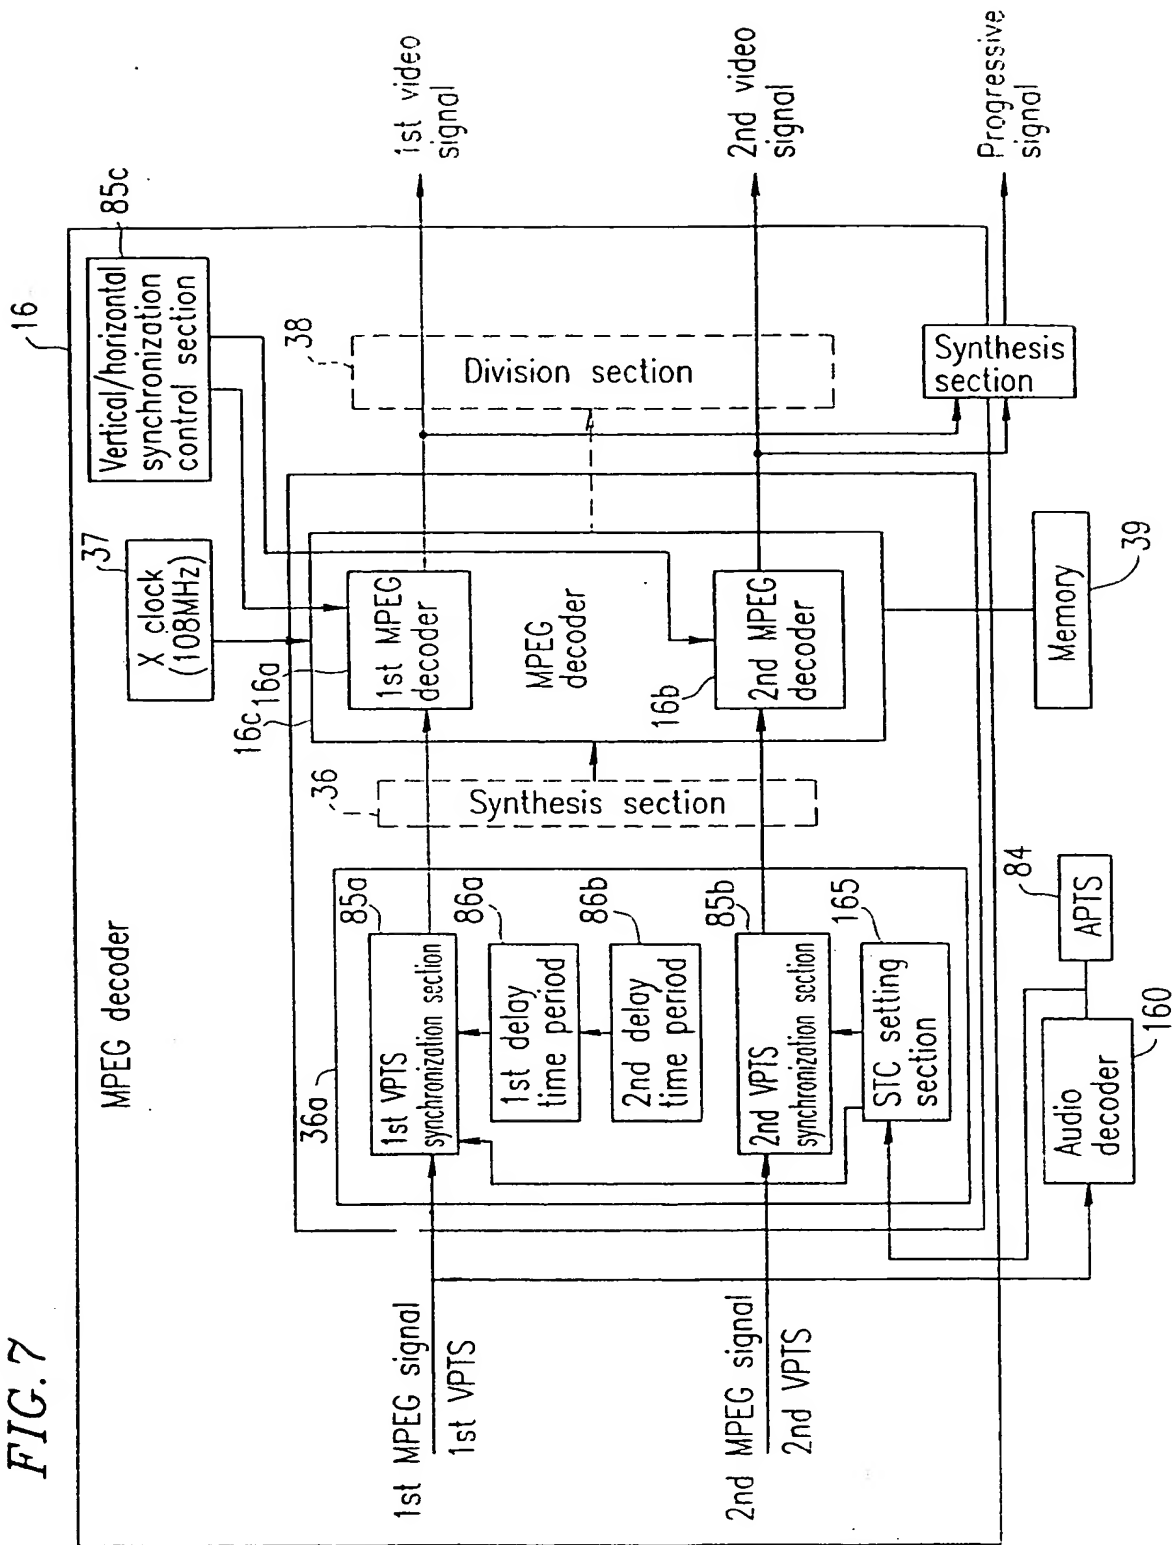 FIG. 7
MPEG decoder
16
37
X clock
(108MHz)
85c
Vertical/horizontal
synchronization
control section
36a
85a
1st VPTS
synchronization section
86a
1st delay
time period
86b
2nd delay
time period
85b
2nd VPTS
synchronization section
165
STC setting
section
36
Synthesis section
16c
16a
1st MPEG
decoder
MPEG
decoder
16b
2nd MPEG
decoder
38
Division section
1st video
signal
2nd video
signal
Progressive
signal
Synthesis
section
1st MPEG signal
1st VPTS
2nd MPEG signal
2nd VPTS
Audio
decoder
160
84
APTS
Memory
39